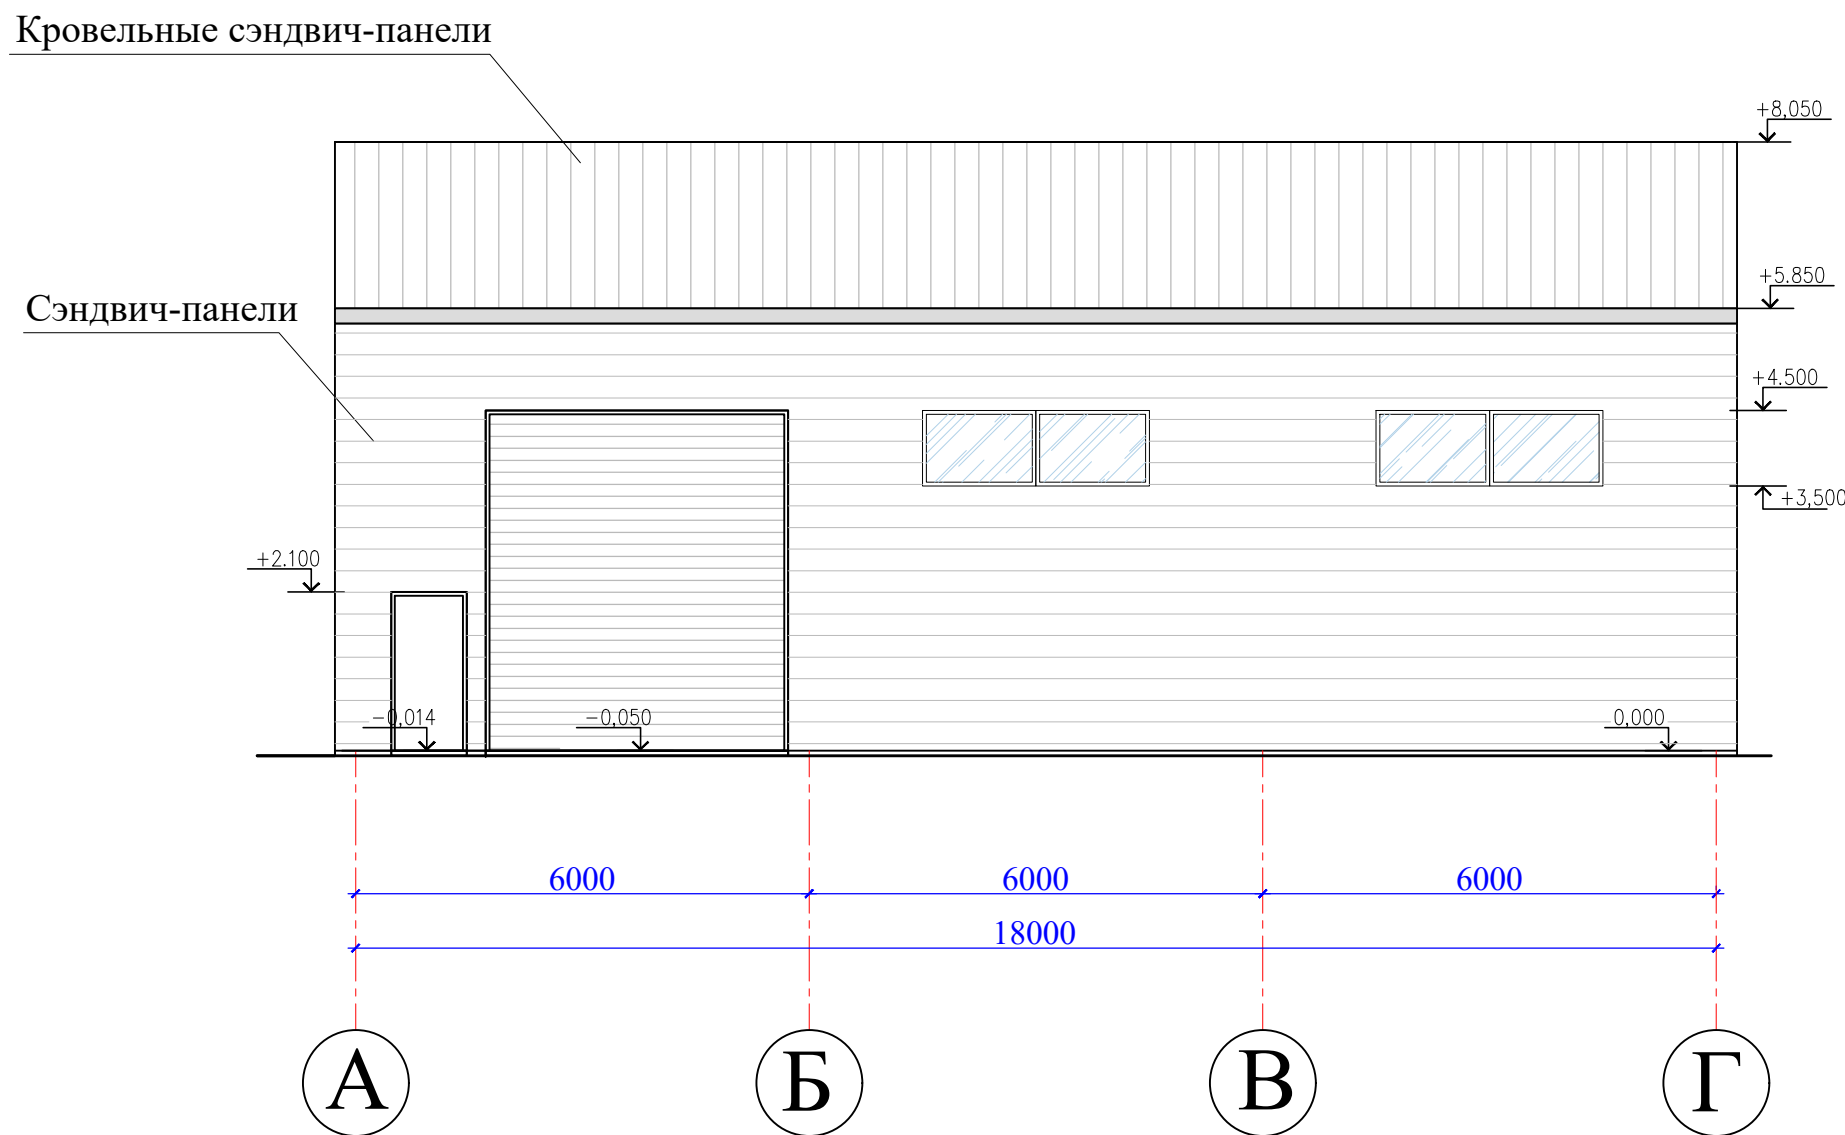 Кровельные сэндвич-панели
+8,050
+5.850
Сэндвич-панели
+4.500
+3,500
+2.100
-0,014
-0,050
0,000
6000
6000
6000
18000
А
Б
В
Г